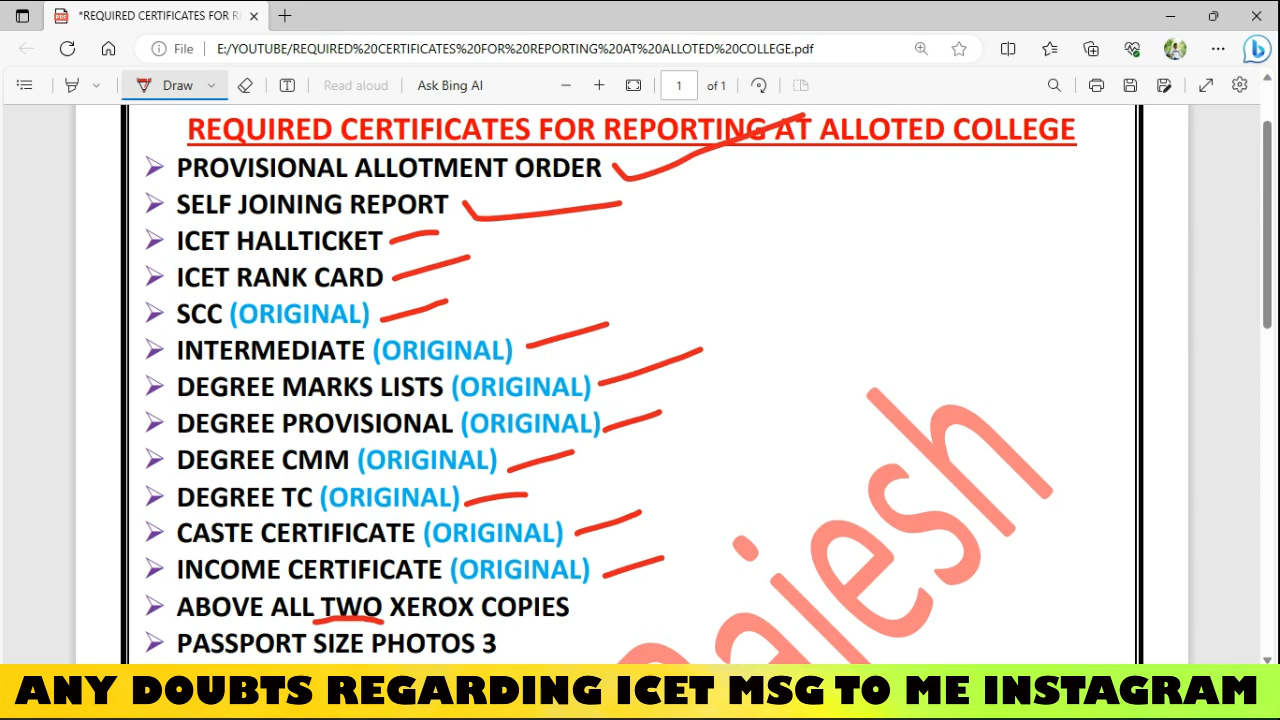 *REQUIRED CERTIFICATES FOR RE
File E:/YOUTUBE/REQUIRED%20CERTIFICATES%20FOR%20REPORTING%20AT%20ALLOTED%20COLLEGE.pdf
Draw Read aloud Ask Bing AI 1 of 1
REQUIRED CERTIFICATES FOR REPORTING AT ALLOTED COLLEGE
PROVISIONAL ALLOTMENT ORDER
SELF JOINING REPORT
ICET HALLTICKET
ICET RANK CARD
SCC (ORIGINAL)
INTERMEDIATE (ORIGINAL)
DEGREE MARKS LISTS (ORIGINAL)
DEGREE PROVISIONAL (ORIGINAL)
DEGREE CMM (ORIGINAL)
DEGREE TC (ORIGINAL)
CASTE CERTIFICATE (ORIGINAL)
INCOME CERTIFICATE (ORIGINAL)
ABOVE ALL TWO XEROX COPIES
PASSPORT SIZE PHOTOS 3
ANY DOUBTS REGARDING ICET MSG TO ME INSTAGRAM